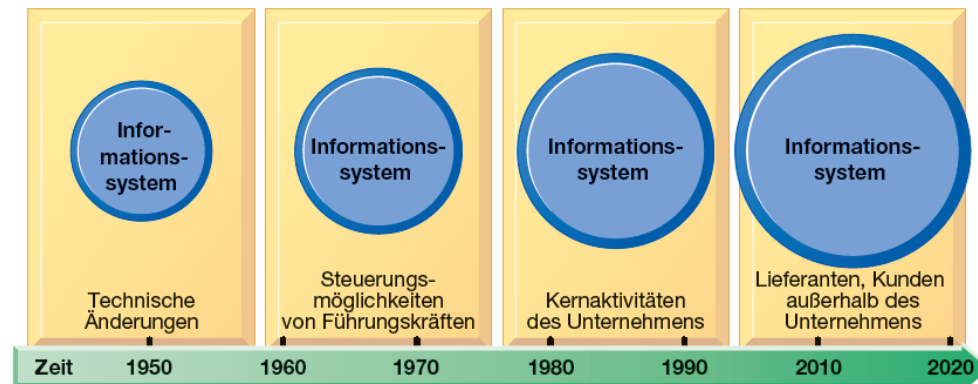 Infor-
mations-
system
Informations-
system
Informations-
system
Informations-
system
Technische
Änderungen
Steuerungs-
möglichkeiten
von Führungskräften
Kernaktivitäten
des Unternehmens
Lieferanten, Kunden
außerhalb des
Unternehmens
Zeit 1950 1960 1970 1980 1990 2010 2020